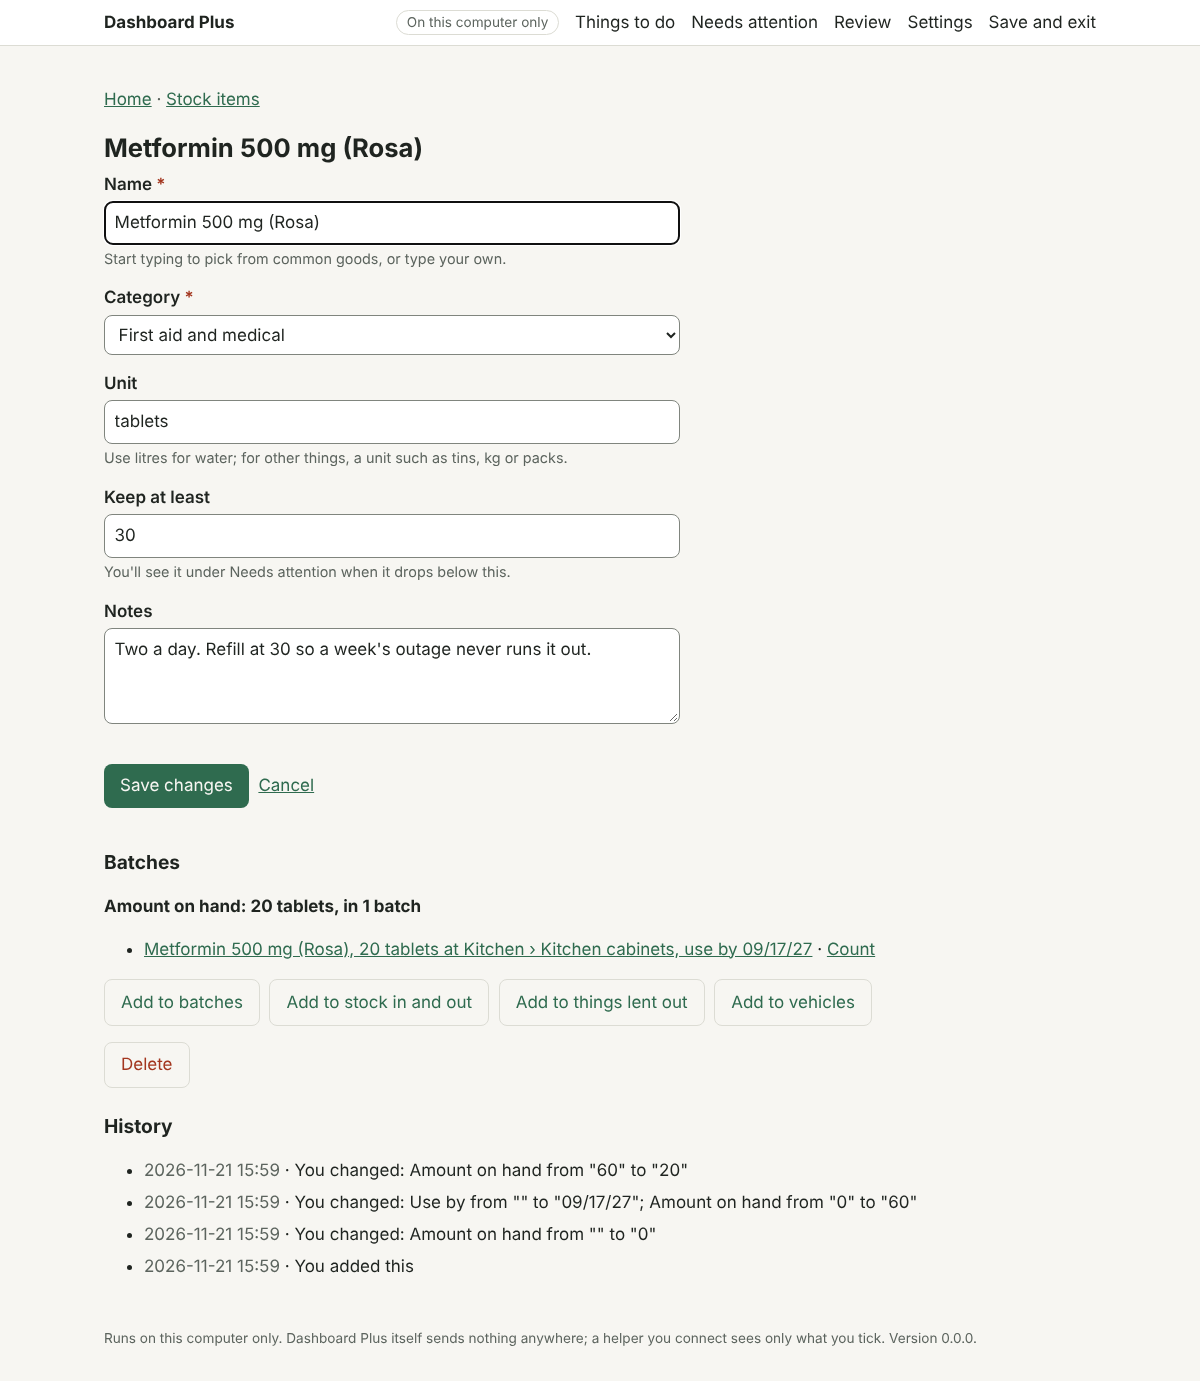 Dashboard Plus
On this computer only
Things to do
Needs attention
Review
Settings
Save and exit
Home · Stock items
Metformin 500 mg (Rosa)
Name *
Metformin 500 mg (Rosa)
Start typing to pick from common goods, or type your own.
Category *
First aid and medical
Unit
tablets
Use litres for water; for other things, a unit such as tins, kg or packs.
Keep at least
30
You'll see it under Needs attention when it drops below this.
Notes
Two a day. Refill at 30 so a week's outage never runs it out.
Save changes
Cancel
Batches
Amount on hand: 20 tablets, in 1 batch
• Metformin 500 mg (Rosa), 20 tablets at Kitchen › Kitchen cabinets, use by 09/17/27 · Count
Add to batches
Add to stock in and out
Add to things lent out
Add to vehicles
Delete
History
• 2026-11-21 15:59 · You changed: Amount on hand from "60" to "20"
• 2026-11-21 15:59 · You changed: Use by from "" to "09/17/27"; Amount on hand from "0" to "60"
• 2026-11-21 15:59 · You changed: Amount on hand from "" to "0"
• 2026-11-21 15:59 · You added this
Runs on this computer only. Dashboard Plus itself sends nothing anywhere; a helper you connect sees only what you tick. Version 0.0.0.